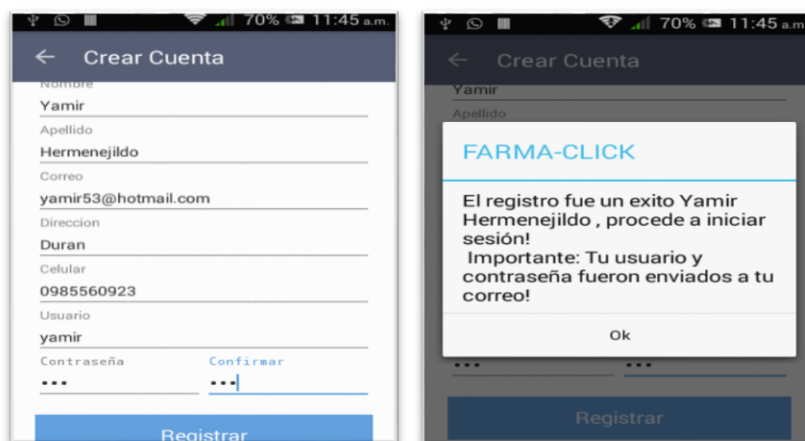 70% 11:45 a.m.
Crear Cuenta
Nombre
Yamir
Apellido
Hermenejildo
Correo
yamir53@hotmail.com
Direccion
Duran
Celular
0985560923
Usuario
yamir
Contraseña Confirmar
Registrar
70% 11:45 a.m
Crear Cuenta
Yamir
Apellido
FARMA-CLICK
El registro fue un exito Yamir
Hermenejildo , procede a iniciar
sesión!
Importante: Tu usuario y
contraseña fueron enviados a tu
correo!
Ok
Registrar